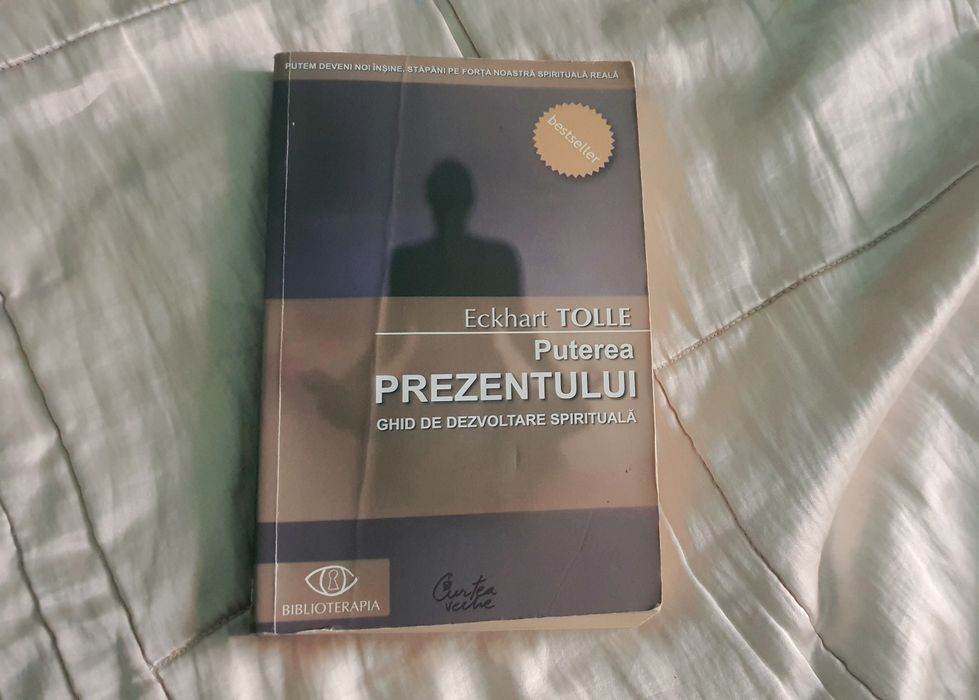 PUTEM DEVENI NOI ÎNȘINE, STĂPÂNI PE FORȚA NOASTRĂ SPIRITUALĂ REALĂ
bestseller
Eckhart TOLLE
Puterea
PREZENTULUI
GHID DE DEZVOLTARE SPIRITUALĂ
BIBLIOTERAPIA
Curtea
veche